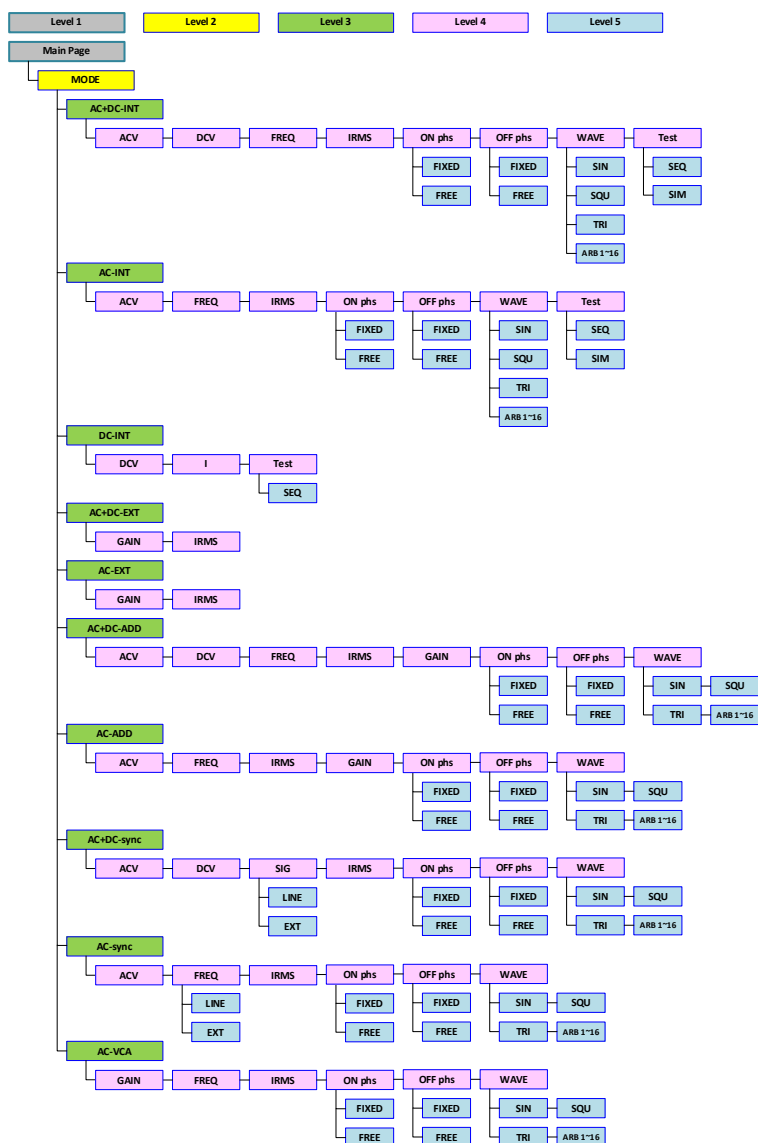 Level 1 Level 2 Level 3 Level 4 Level 5
Main Page
MODE
AC+DC-INT
ACV DCV FREQ IRMS ON phs OFF phs WAVE Test
FIXED FIXED SIN SEQ
FREE FREE SQU SIM
TRI
ARB 1~16
AC-INT
ACV FREQ IRMS ON phs OFF phs WAVE Test
FIXED FIXED SIN SEQ
FREE FREE SQU SIM
TRI
ARB 1~16
DC-INT
DCV I Test
SEQ
AC+DC-EXT
GAIN IRMS
AC-EXT
GAIN IRMS
AC+DC-ADD
ACV DCV FREQ IRMS GAIN ON phs OFF phs WAVE
FIXED FIXED SIN SQU
FREE FREE TRI ARB 1~16
AC-ADD
ACV FREQ IRMS GAIN ON phs OFF phs WAVE
FIXED FIXED SIN SQU
FREE FREE TRI ARB 1~16
AC+DC-sync
ACV DCV SIG IRMS ON phs OFF phs WAVE
LINE FIXED FIXED SIN SQU
EXT FREE FREE TRI ARB 1~16
AC-sync
ACV FREQ IRMS ON phs OFF phs WAVE
LINE FIXED FIXED SIN SQU
EXT FREE FREE TRI ARB 1~16
AC-VCA
GAIN FREQ IRMS ON phs OFF phs WAVE
FIXED FIXED SIN SQU
FREE FREE TRI ARB 1~16